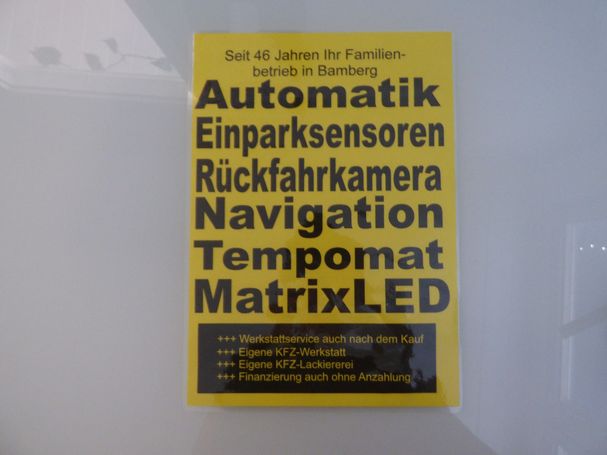 Seit 46 Jahren Ihr Familien-
betrieb in Bamberg
Automatik
Einparksensoren
Rückfahrkamera
Navigation
Tempomat
MatrixLED
+++ Werkstattservice auch nach dem Kauf
+++ Eigene KFZ-Werkstatt
+++ Eigene KFZ-Lackiererei
+++ Finanzierung auch ohne Anzahlung